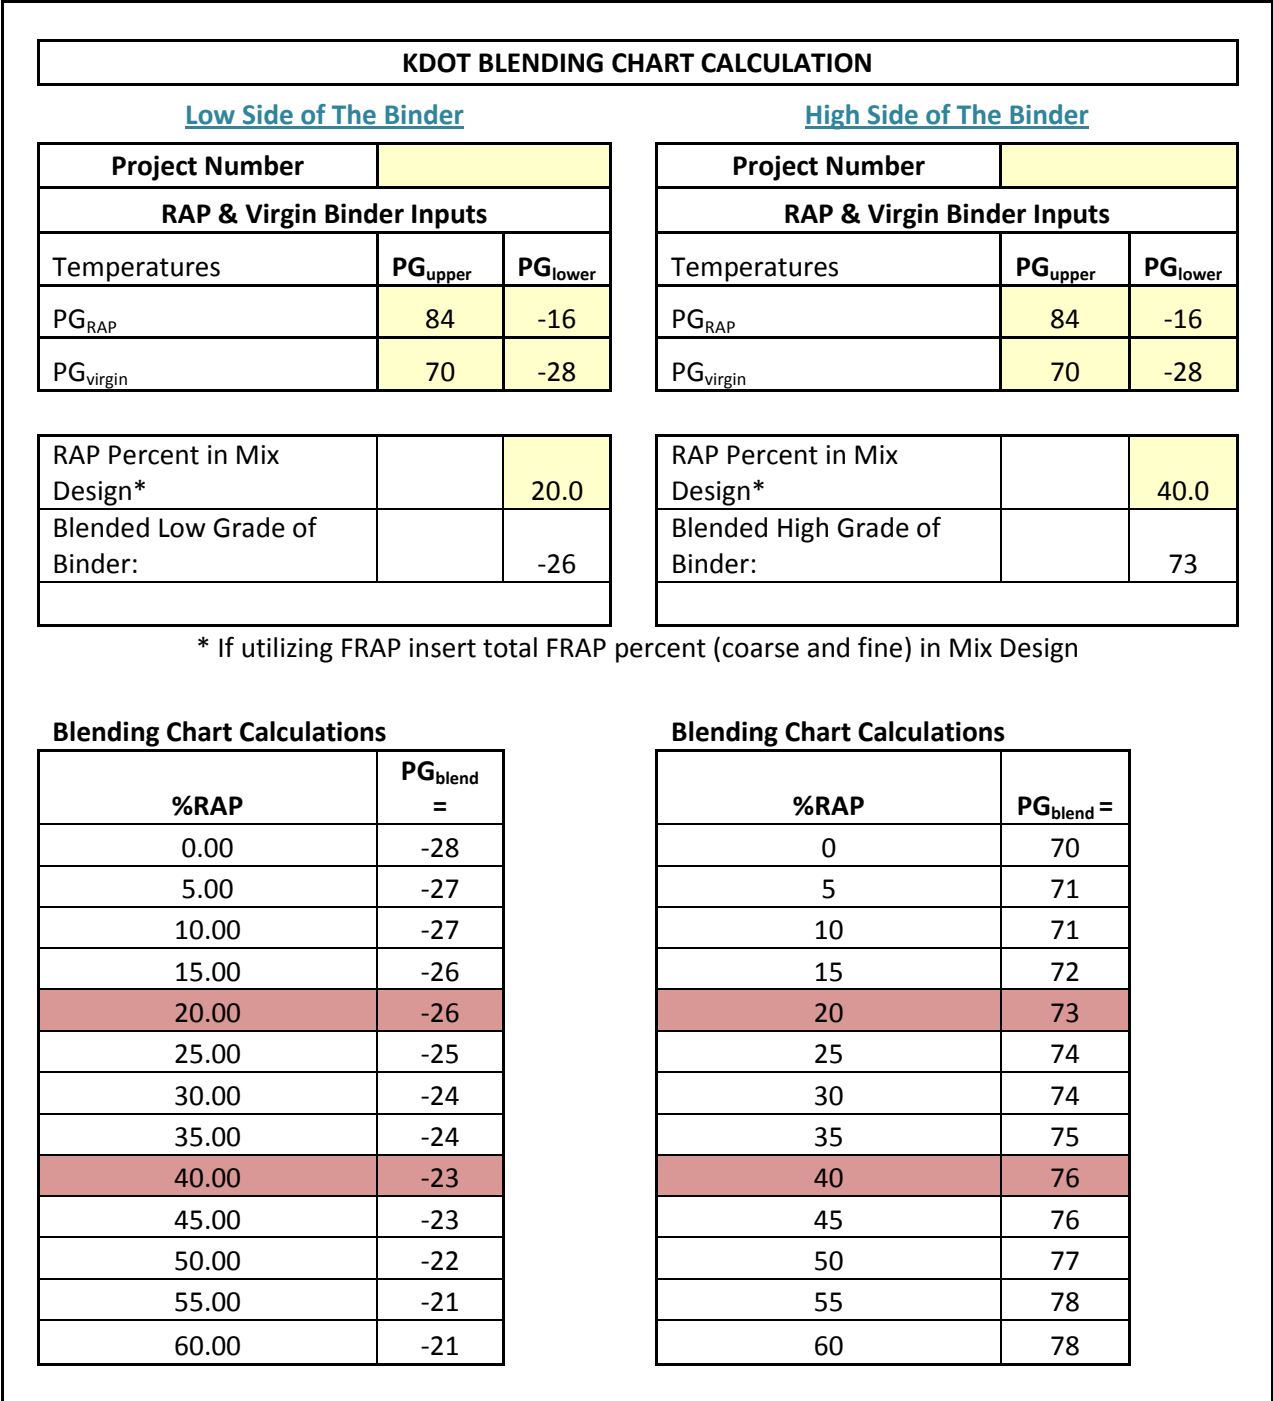 KDOT BLENDING CHART CALCULATION
Low Side of The Binder
Project Number
RAP & Virgin Binder Inputs
Temperatures PGupper PGlower
PGRAP 84 -16
PGvirgin 70 -28
RAP Percent in Mix
Design* 20.0
Blended Low Grade of
Binder: -26
High Side of The Binder
Project Number
RAP & Virgin Binder Inputs
Temperatures PGupper PGlower
PGRAP 84 -16
PGvirgin 70 -28
RAP Percent in Mix
Design* 40.0
Blended High Grade of
Binder: 73
* If utilizing FRAP insert total FRAP percent (coarse and fine) in Mix Design
Blending Chart Calculations
%RAP PGblend =
0.00 -28
5.00 -27
10.00 -27
15.00 -26
20.00 -26
25.00 -25
30.00 -24
35.00 -24
40.00 -23
45.00 -23
50.00 -22
55.00 -21
60.00 -21
Blending Chart Calculations
%RAP PGblend =
0 70
5 71
10 71
15 72
20 73
25 74
30 74
35 75
40 76
45 76
50 77
55 78
60 78